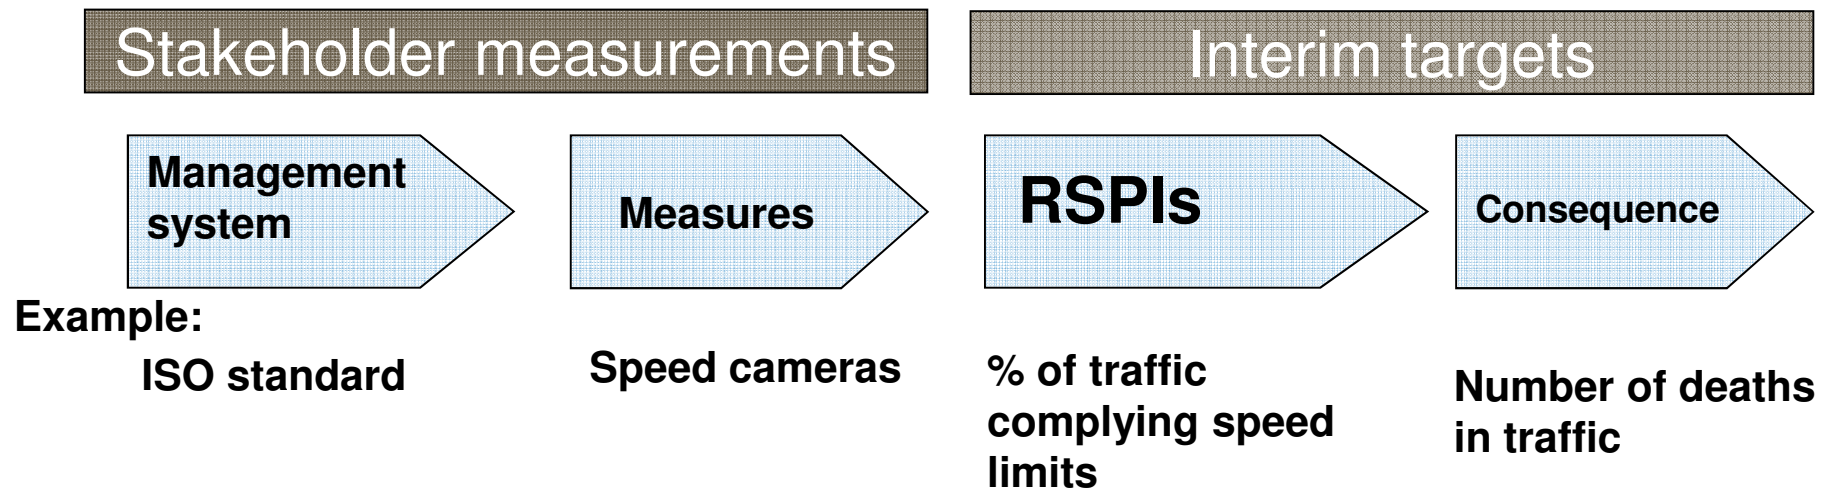 Stakeholder measurements
Interim targets
Management
system
Measures
RSPIs
Consequence
Example:
ISO standard
Speed cameras
% of traffic
complying speed
limits
Number of deaths
in traffic